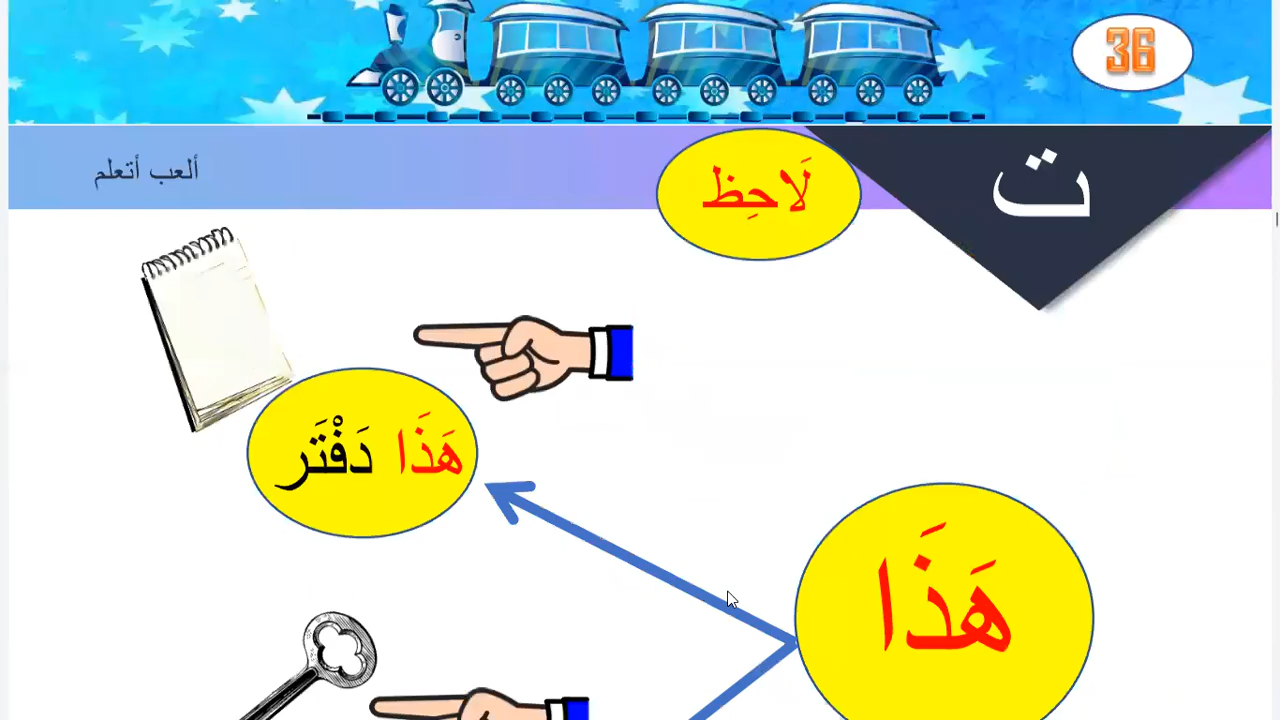 36
ت
لَاحِظ
ألعب أتعلم
هَذَا دَفْتَر
هَذَا